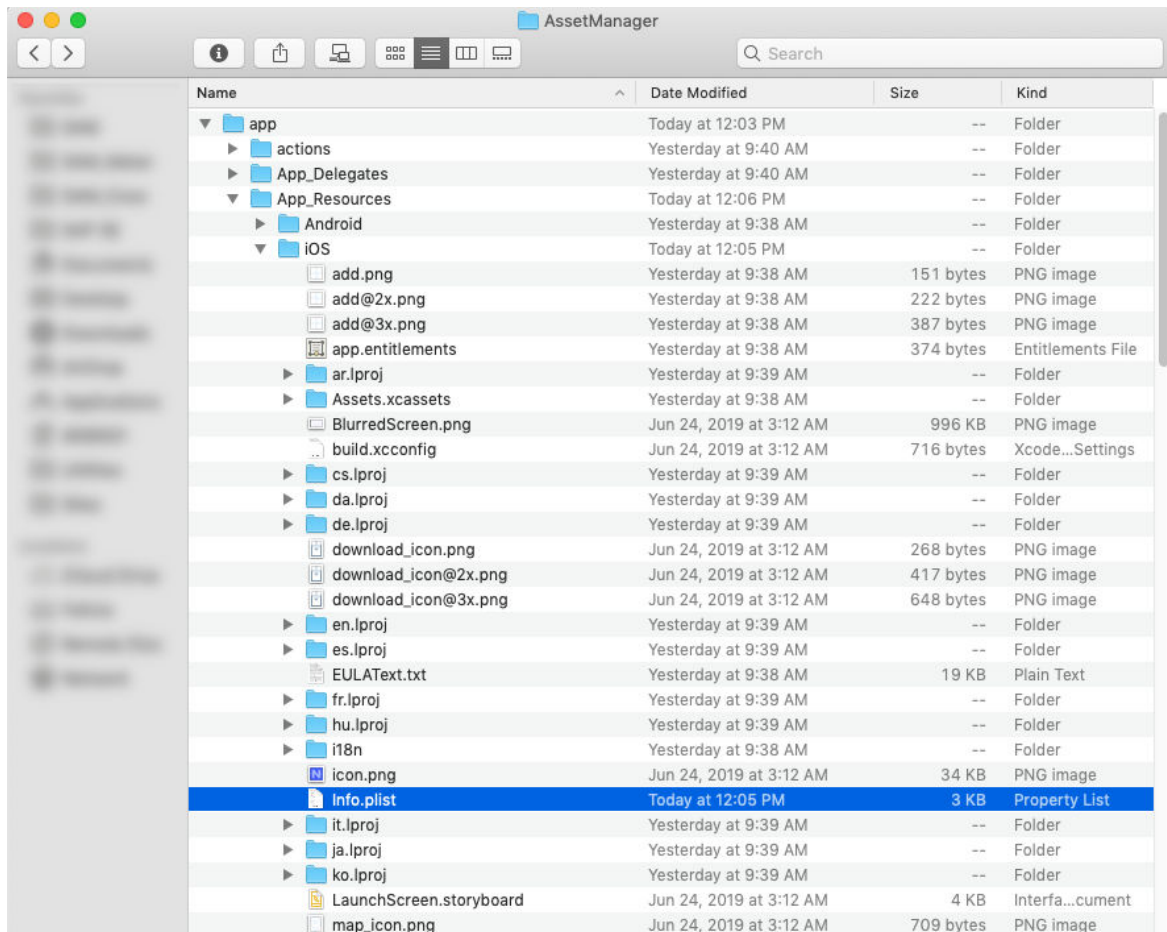 AssetManager
Search
Name Date Modified Size Kind
app Today at 12:03 PM -- Folder
actions Yesterday at 9:40 AM -- Folder
App_Delegates Yesterday at 9:40 AM -- Folder
App_Resources Today at 12:06 PM -- Folder
Android Yesterday at 9:38 AM -- Folder
iOS Today at 12:05 PM -- Folder
add.png Yesterday at 9:38 AM 151 bytes PNG image
add@2x.png Yesterday at 9:38 AM 222 bytes PNG image
add@3x.png Yesterday at 9:38 AM 387 bytes PNG image
app.entitlements Yesterday at 9:38 AM 374 bytes Entitlements File
ar.lproj Yesterday at 9:39 AM -- Folder
Assets.xcassets Yesterday at 9:38 AM -- Folder
BlurredScreen.png Jun 24, 2019 at 3:12 AM 996 KB PNG image
build.xcconfig Jun 24, 2019 at 3:12 AM 716 bytes Xcode...Settings
cs.lproj Yesterday at 9:39 AM -- Folder
da.lproj Yesterday at 9:39 AM -- Folder
de.lproj Yesterday at 9:39 AM -- Folder
download_icon.png Jun 24, 2019 at 3:12 AM 268 bytes PNG image
download_icon@2x.png Jun 24, 2019 at 3:12 AM 417 bytes PNG image
download_icon@3x.png Jun 24, 2019 at 3:12 AM 648 bytes PNG image
en.lproj Yesterday at 9:39 AM -- Folder
es.lproj Yesterday at 9:39 AM -- Folder
EULAText.txt Yesterday at 9:38 AM 19 KB Plain Text
fr.lproj Yesterday at 9:39 AM -- Folder
hu.lproj Yesterday at 9:39 AM -- Folder
i18n Yesterday at 9:38 AM -- Folder
icon.png Jun 24, 2019 at 3:12 AM 34 KB PNG image
Info.plist Today at 12:05 PM 3 KB Property List
it.lproj Yesterday at 9:39 AM -- Folder
ja.lproj Yesterday at 9:39 AM -- Folder
ko.lproj Yesterday at 9:39 AM -- Folder
LaunchScreen.storyboard Jun 24, 2019 at 3:12 AM 4 KB Interfa...cument
map_icon.png Jun 24, 2019 at 3:12 AM 709 bytes PNG image